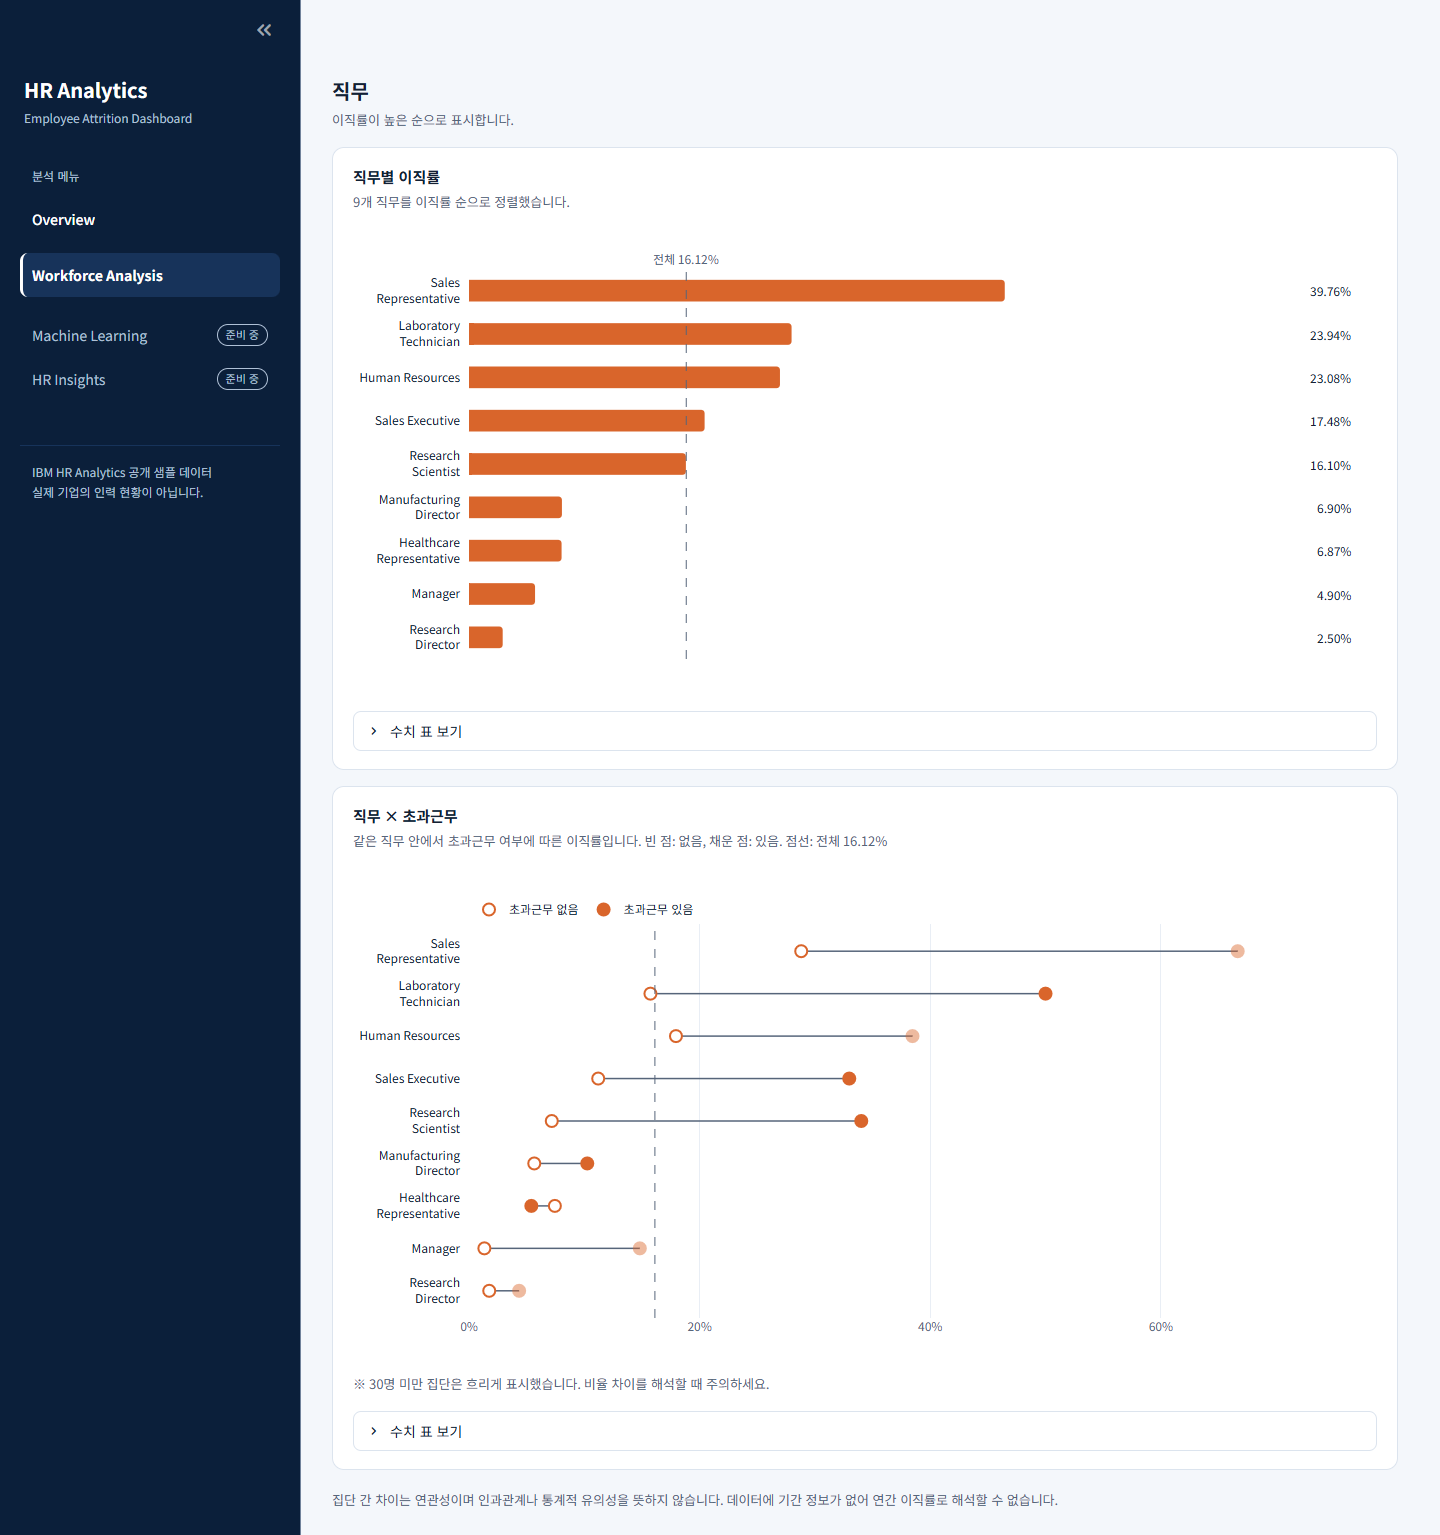 HR Analytics
Employee Attrition Dashboard
분석 메뉴
Overview
Workforce Analysis
Machine Learning
준비 중
HR Insights
준비 중
IBM HR Analytics 공개 샘플 데이터
실제 기업의 인력 현황이 아닙니다.
직무
이직률이 높은 순으로 표시합니다.
직무별 이직률
9개 직무를 이직률 순으로 정렬했습니다.
전체 16.12%
Sales
Representative
39.76%
Laboratory
Technician
23.94%
Human Resources
23.08%
Sales Executive
17.48%
Research
Scientist
16.10%
Manufacturing
Director
6.90%
Healthcare
Representative
6.87%
Manager
4.90%
Research
Director
2.50%
수치 표 보기
직무 × 초과근무
같은 직무 안에서 초과근무 여부에 따른 이직률입니다. 빈 점: 없음, 채운 점: 있음. 점선: 전체 16.12%
초과근무 없음
초과근무 있음
Sales
Representative
Laboratory
Technician
Human Resources
Sales Executive
Research
Scientist
Manufacturing
Director
Healthcare
Representative
Manager
Research
Director
0%
20%
40%
60%
※ 30명 미만 집단은 흐리게 표시했습니다. 비율 차이를 해석할 때 주의하세요.
수치 표 보기
집단 간 차이는 연관성이며 인과관계나 통계적 유의성을 뜻하지 않습니다. 데이터에 기간 정보가 없어 연간 이직률로 해석할 수 없습니다.